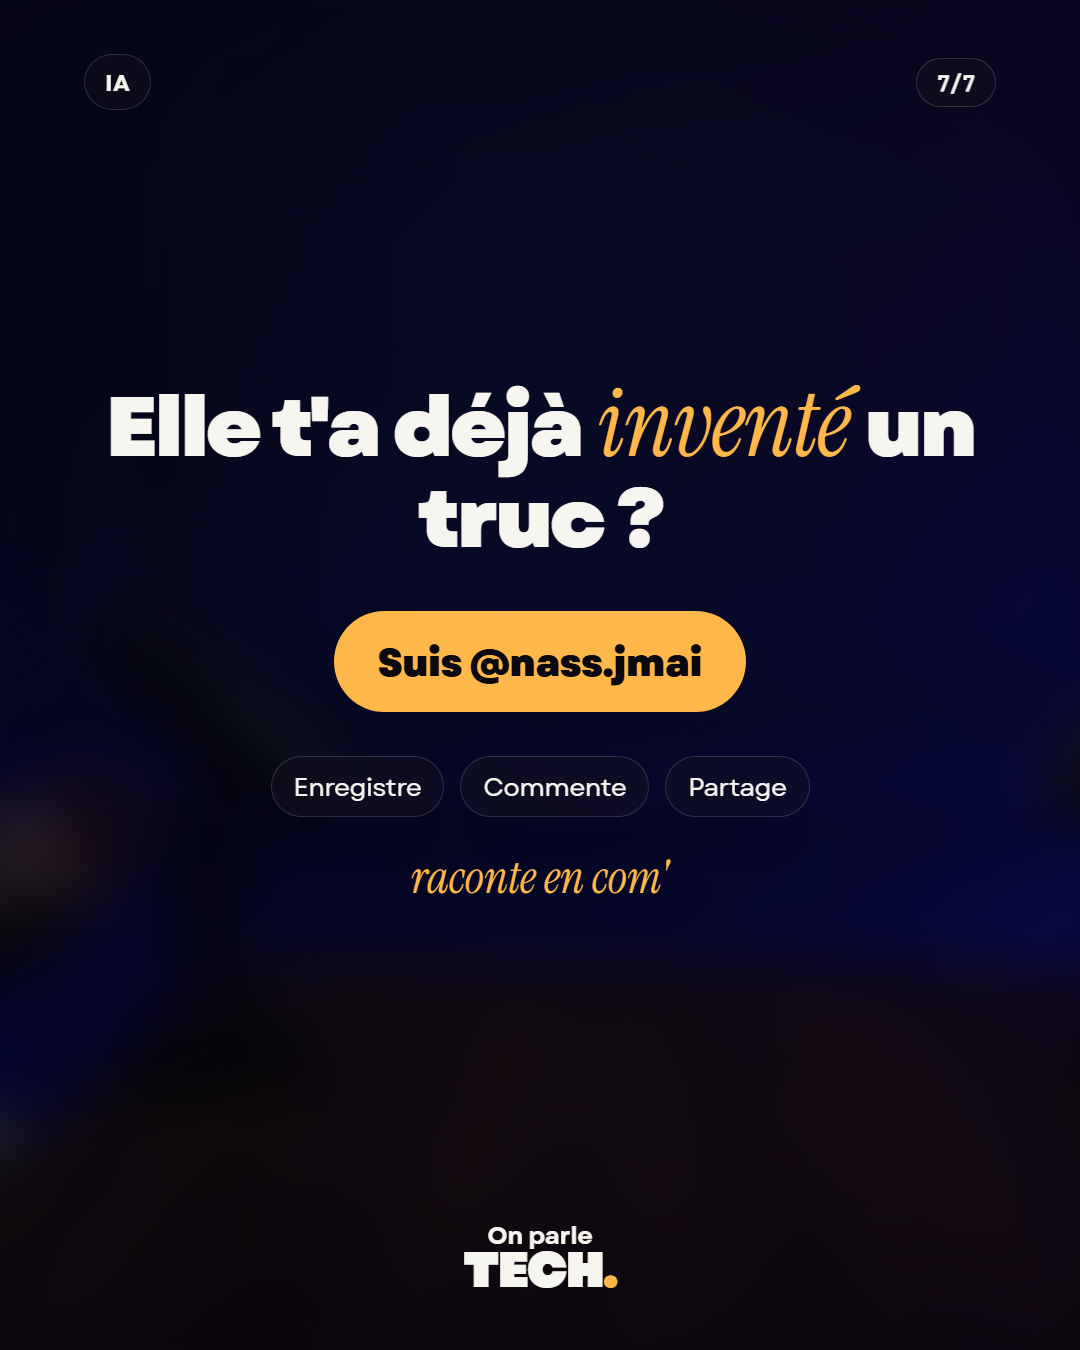 IA
7/7
Elle t'a déjà inventé un
truc ?
Suis @nass.jmai
Enregistre
Commente
Partage
raconte en com'
On parle
TECH.